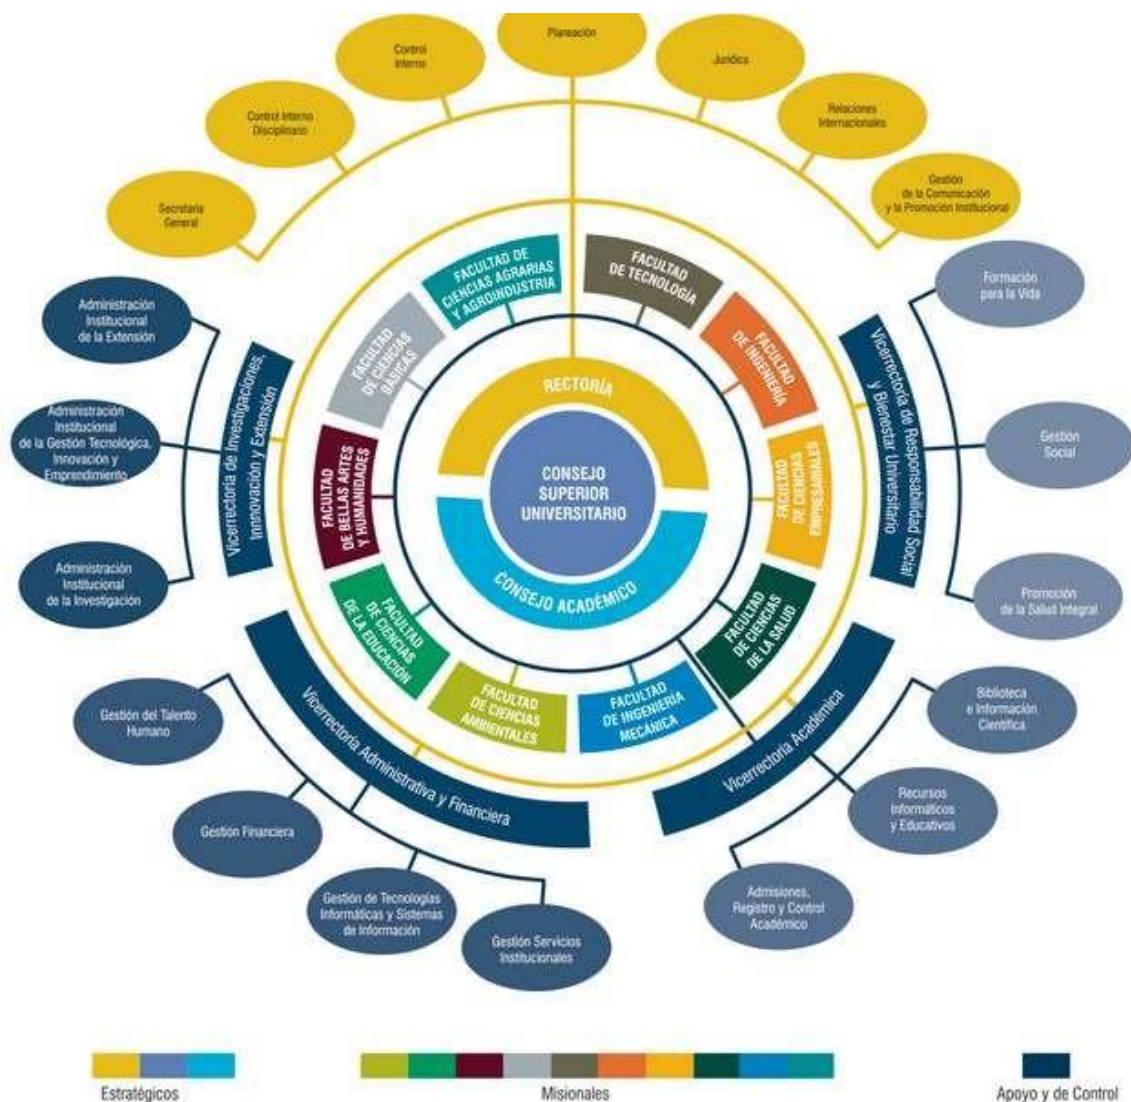 Planeación
Control
Interno
Jurídica
Control Interno
Disciplinario
Relaciones
Internacionales
Secretaria
General
Gestión
de la Comunicación
y la Promoción Institucional
FACULTAD DE
CIENCIAS AGRARIAS
Y AGROINDUSTRIA
FACULTAD
DE TECNOLOGÍA
FACULTAD
DE CIENCIAS
BÁSICAS
FACULTAD
DE INGENIERÍA
FACULTAD
DE BELLAS ARTES
Y HUMANIDADES
FACULTAD
DE CIENCIAS
EMPRESARIALES
FACULTAD
DE CIENCIAS
DE LA EDUCACIÓN
FACULTAD
DE CIENCIAS
DE LA SALUD
FACULTAD
DE CIENCIAS
AMBIENTALES
FACULTAD
DE INGENIERÍA
MECÁNICA
RECTORÍA
CONSEJO
SUPERIOR
UNIVERSITARIO
CONSEJO ACADÉMICO
Administración
Institucional
de la Extensión
Administración
Institucional
de la Gestión Tecnológica,
Innovación y
Emprendimiento
Administración
Institucional
de la Investigación
Vicerrectoría de Investigaciones,
Innnovación y Extensión
Formación
para la Vida
Gestión
Social
Promoción
de la Salud Integral
Vicerrectoría de Responsabilidad Social
y Bienestar Universitario
Gestión del Talento
Humano
Gestión Financiera
Gestión de Tecnologías
Informáticas y Sistemas
de Información
Gestión Servicios
Institucionales
Vicerrectoría Administrativa y Financiera
Vicerrectoría Académica
Biblioteca
e Información
Científica
Recursos
Informáticos
y Educativos
Admisiones,
Registro y Control
Académico
Estratégicos
Misionales
Apoyo y de Control